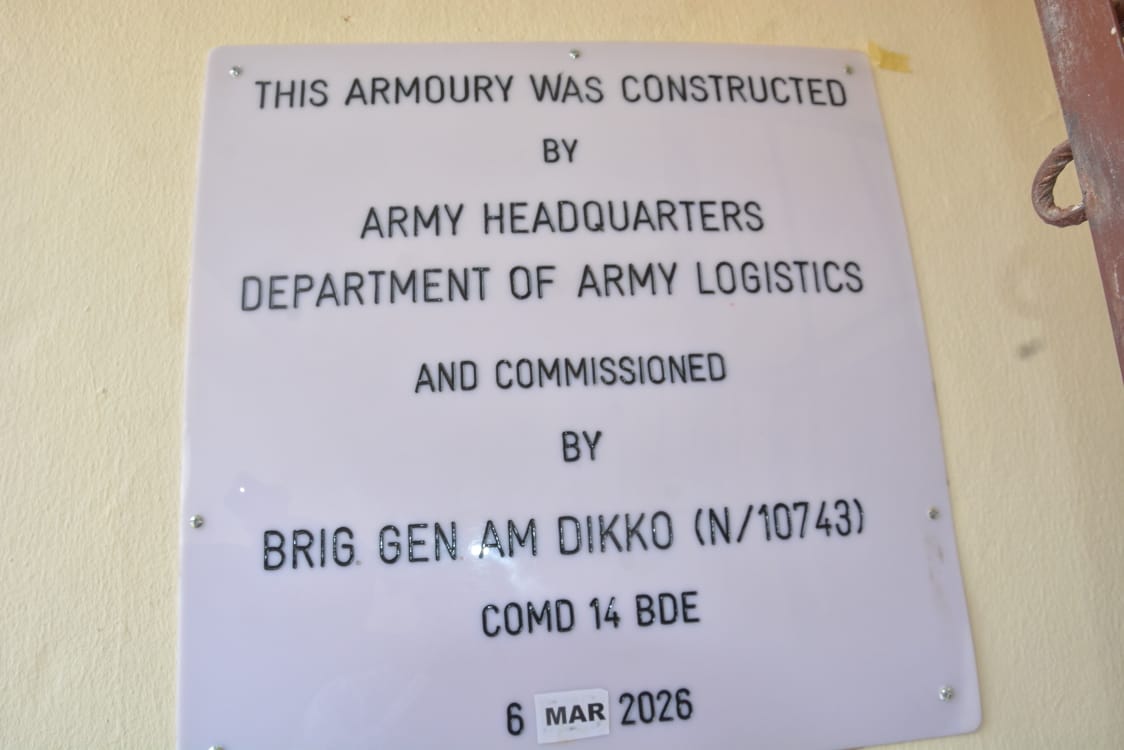 THIS ARMOURY WAS CONSTRUCTED
BY
ARMY HEADQUARTERS
DEPARTMENT OF ARMY LOGISTICS
AND COMMISSIONED
BY
BRIG. GEN. AM DIKKO (N/10743)
COMD 14 BDE
6 MAR 2026